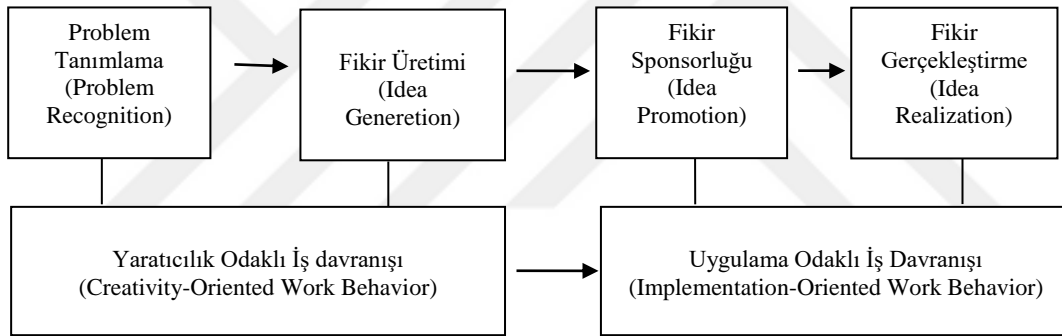 Problem
Tanımlama
(Problem
Recognition)
Fikir Üretimi
(Idea
Generetion)
Fikir
Sponsorluğu
(Idea
Promotion)
Fikir
Gerçekleştirme
(Idea
Realization)
Yaratıcılık Odaklı İş davranışı
(Creativity-Oriented Work Behavior)
Uygulama Odaklı İş Davranışı
(Implementation-Oriented Work Behavior)